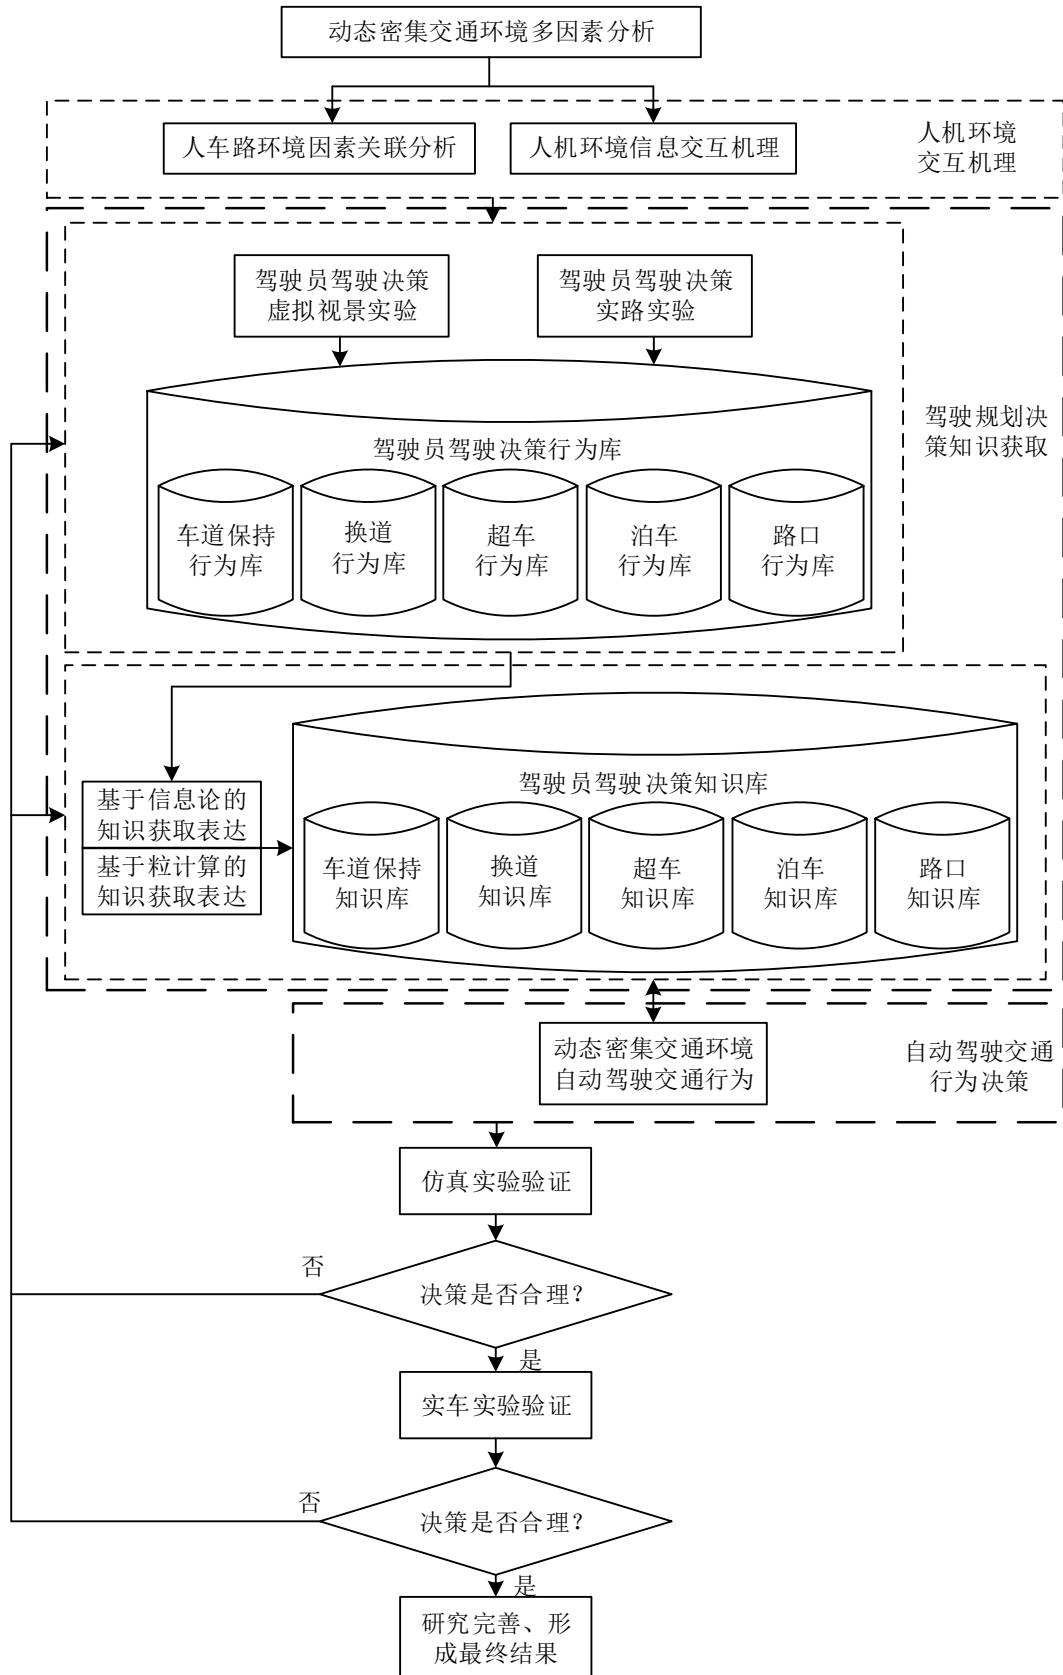 动态密集交通环境多因素分析
人车路环境因素关联分析
人机环境信息交互机理
人机环境
交互机理
驾驶员驾驶决策
虚拟视景实验
驾驶员驾驶决策
实路实验
驾驶规划决
策知识获取
驾驶员驾驶决策行为库
车道保持
行为库
换道
行为库
超车
行为库
泊车
行为库
路口
行为库
基于信息论的
知识获取表达
基于粒计算的
知识获取表达
驾驶员驾驶决策知识库
车道保持
知识库
换道
知识库
超车
知识库
泊车
知识库
路口
知识库
动态密集交通环境
自动驾驶交通行为
自动驾驶交通
行为决策
仿真实验验证
否
决策是否合理？
是
实车实验验证
否
决策是否合理？
是
研究完善、形
成最终结果